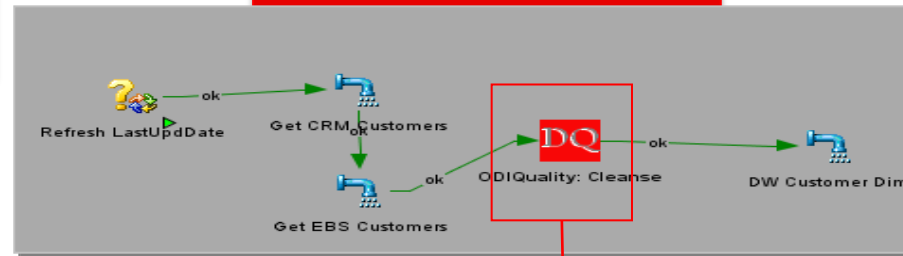 ok
Refresh LastUpdDate
Get CRM Customers
ok
Get EBS Customers
ok
DQ
ODIQuality: Cleanse
ok
DW Customer Dim